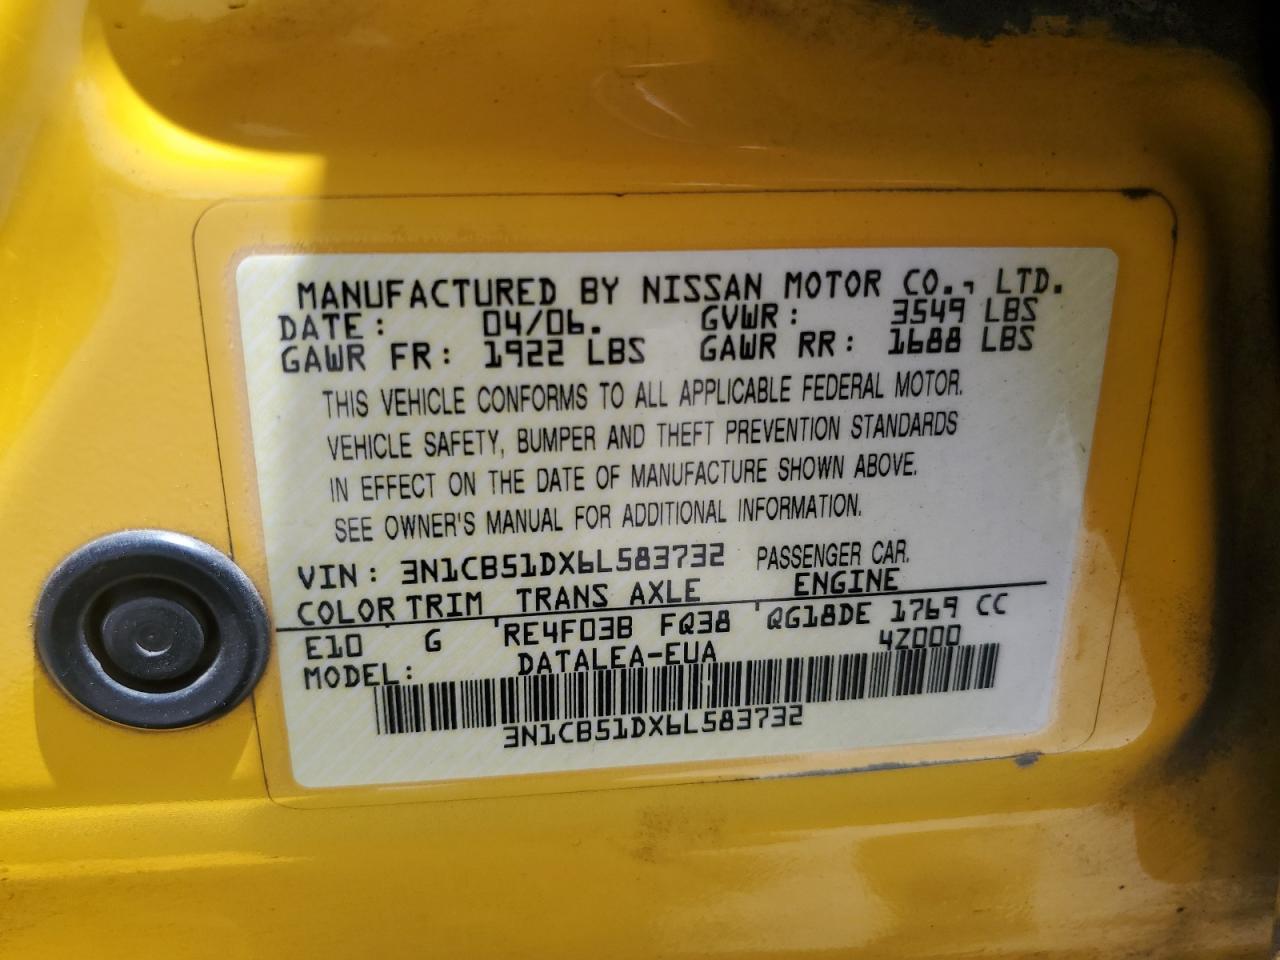 MANUFACTURED BY NISSAN MOTOR CO., LTD.
DATE: 04/06. GVWR: 3549 LBS
GAWR FR: 1922 LBS GAWR RR: 1688 LBS
THIS VEHICLE CONFORMS TO ALL APPLICABLE FEDERAL MOTOR.
VEHICLE SAFETY, BUMPER AND THEFT PREVENTION STANDARDS
IN EFFECT ON THE DATE OF MANUFACTURE SHOWN ABOVE.
SEE OWNER'S MANUAL FOR ADDITIONAL INFORMATION.
VIN: 3N1CB51DX6L583732 PASSENGER CAR.
COLOR TRIM TRANS AXLE ENGINE
E10 G RE4F03B FQ38 QG18DE 1769 CC
MODEL: DATALEA-EUA 4Z000
3N1CB51DX6L583732